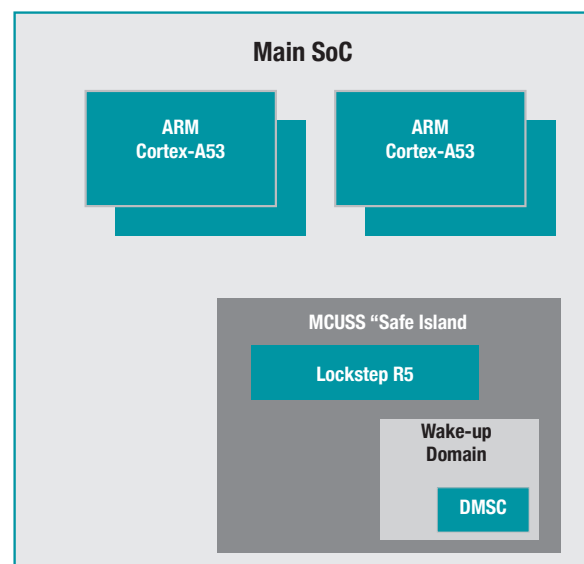 Main SoC
ARM
Cortex-A53
ARM
Cortex-A53
MCUSS “Safe Island
Lockstep R5
Wake-up
Domain
DMSC